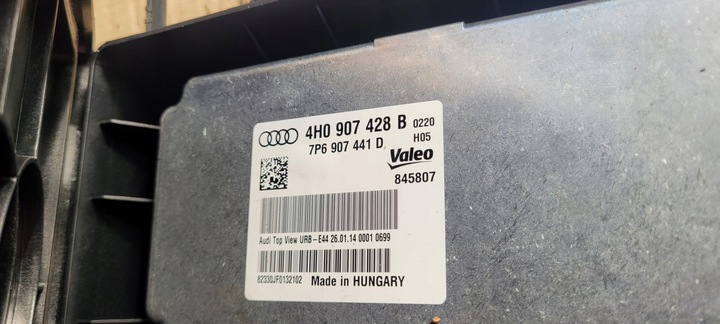 4H0 907 428 B 0220
7P6 907 441 D H05
Valeo
845807
Audi Top View URB-E44 26.01.14 0001 0699
82330JF0132102 Made in HUNGARY